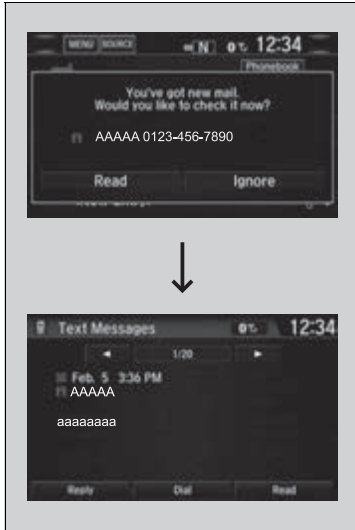 MENU SOURCE N 0℃ 12:34
Phonebook
You've got new mail.
Would you like to check it now?
AAAAA 0123-456-7890
Read Ignore
Text Messages 0℃ 12:34
1/20
Feb. 5 3:36 PM
AAAAA
aaaaaaaa
Reply Dial Read